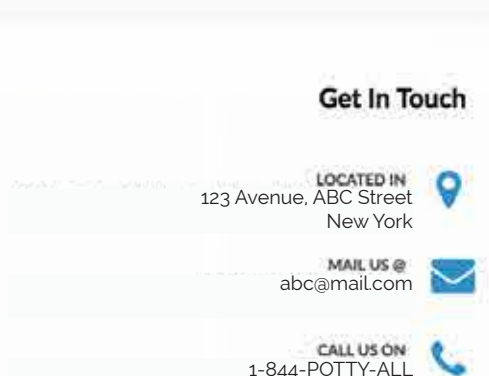 Get In Touch
LOCATED IN
123 Avenue, ABC Street
New York
MAIL US @
abc@mail.com
CALL US ON
1-844-POTTY-ALL